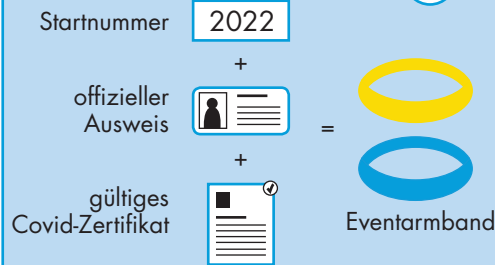 Startnummer 2022
+
offizieller
Ausweis
=
+
gültiges
Covid-Zertifikat
Eventarmband